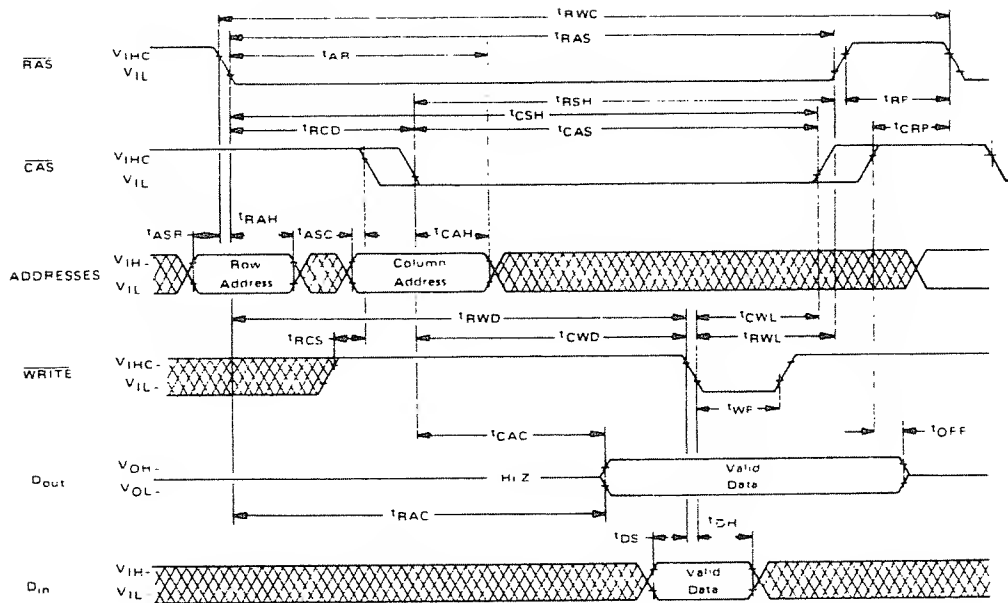 tRWC
tRAS
tAR
RAS VIHC
VIL
tRSH
tRP
tCSH
tRCD tCAS tCRP
CAS VIHC
VIL
tASR tRAH tASC tCAH
ADDRESSES VIH-
VIL
Row Address
Column Address
tRWD tCWL
tRCS tCWD tRWL
WRITE VIHC-
VIL-
tWP
tCAC tOFF
Dout VOH-
VOL-
Hi Z
Valid Data
tRAC
tDS tDH
Din VIH-
VIL-
Valid Data